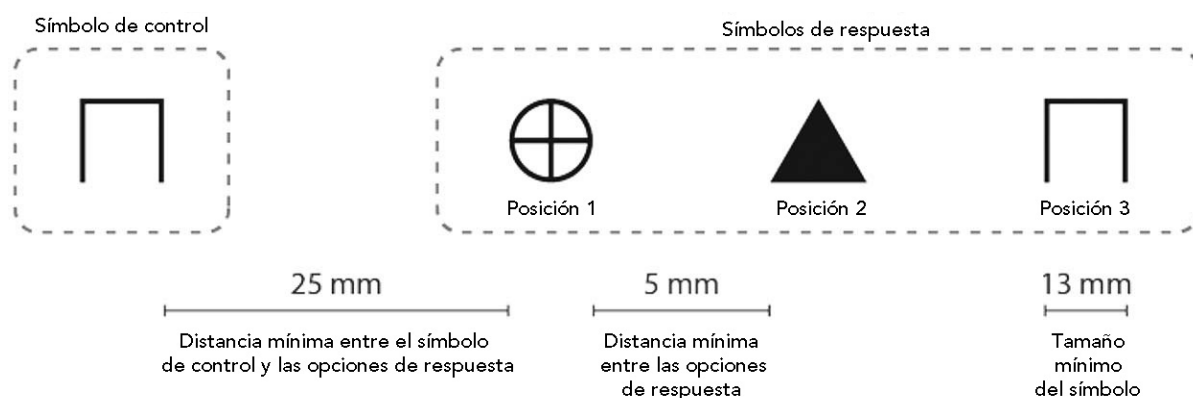 Símbolo de control
Símbolos de respuesta
Posición 1
Posición 2
Posición 3
25 mm
5 mm
13 mm
Distancia mínima entre el símbolo
de control y las opciones de respuesta
Distancia mínima
entre las opciones
de respuesta
Tamaño
mínimo
del símbolo